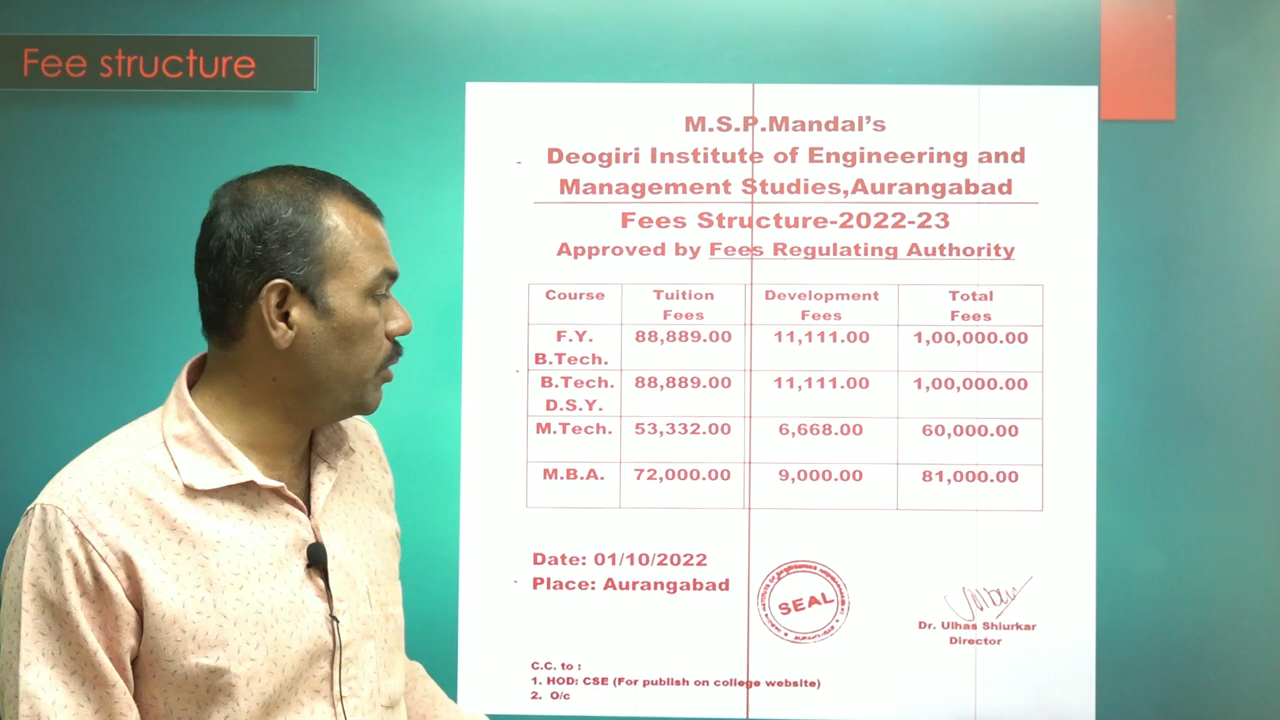 Fee structure
M.S.P.Mandal's
Deogiri Institute of Engineering and
Management Studies,Aurangabad
Fees Structure-2022-23
Approved by Fees Regulating Authority
Course Tuition Fees Development Fees Total Fees
F.Y. B.Tech. 88,889.00 11,111.00 1,00,000.00
B.Tech. D.S.Y. 88,889.00 11,111.00 1,00,000.00
M.Tech. 53,332.00 6,668.00 60,000.00
M.B.A. 72,000.00 9,000.00 81,000.00
Date: 01/10/2022
Place: Aurangabad
SEAL
Dr. Ulhas Shiurkar
Director
C.C. to :
1. HOD: CSE (For publish on college website)
2. O/c